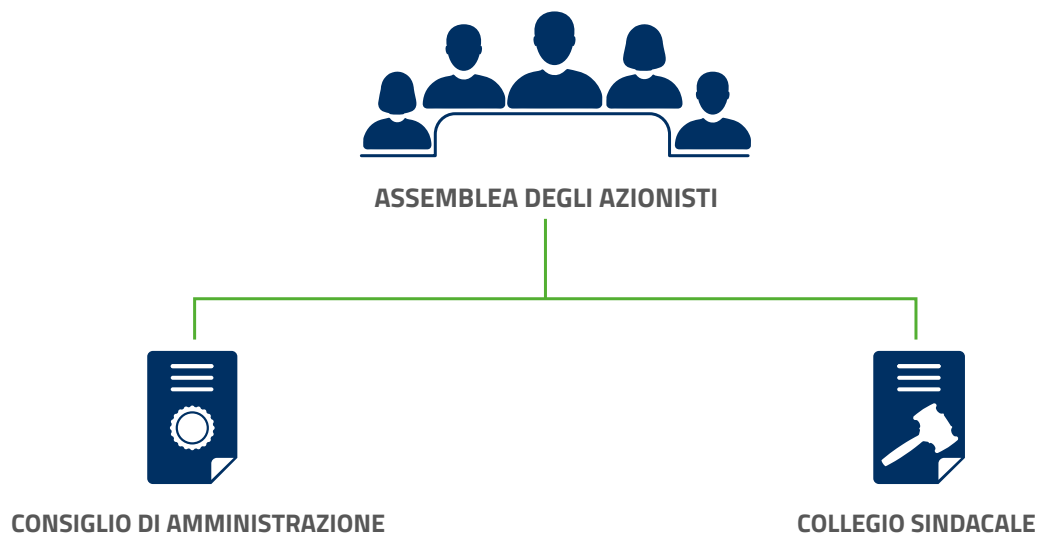 ASSEMBLEA DEGLI AZIONISTI
CONSIGLIO DI AMMINISTRAZIONE
COLLEGIO SINDACALE